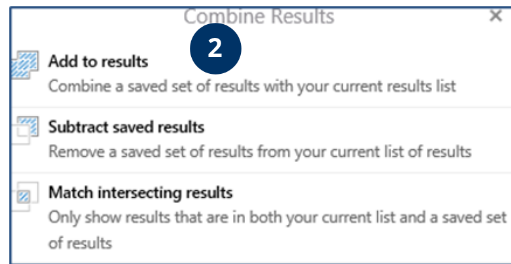 Combine Results ×
2
Add to results
Combine a saved set of results with your current results list
Subtract saved results
Remove a saved set of results from your current list of results
Match intersecting results
Only show results that are in both your current list and a saved set
of results